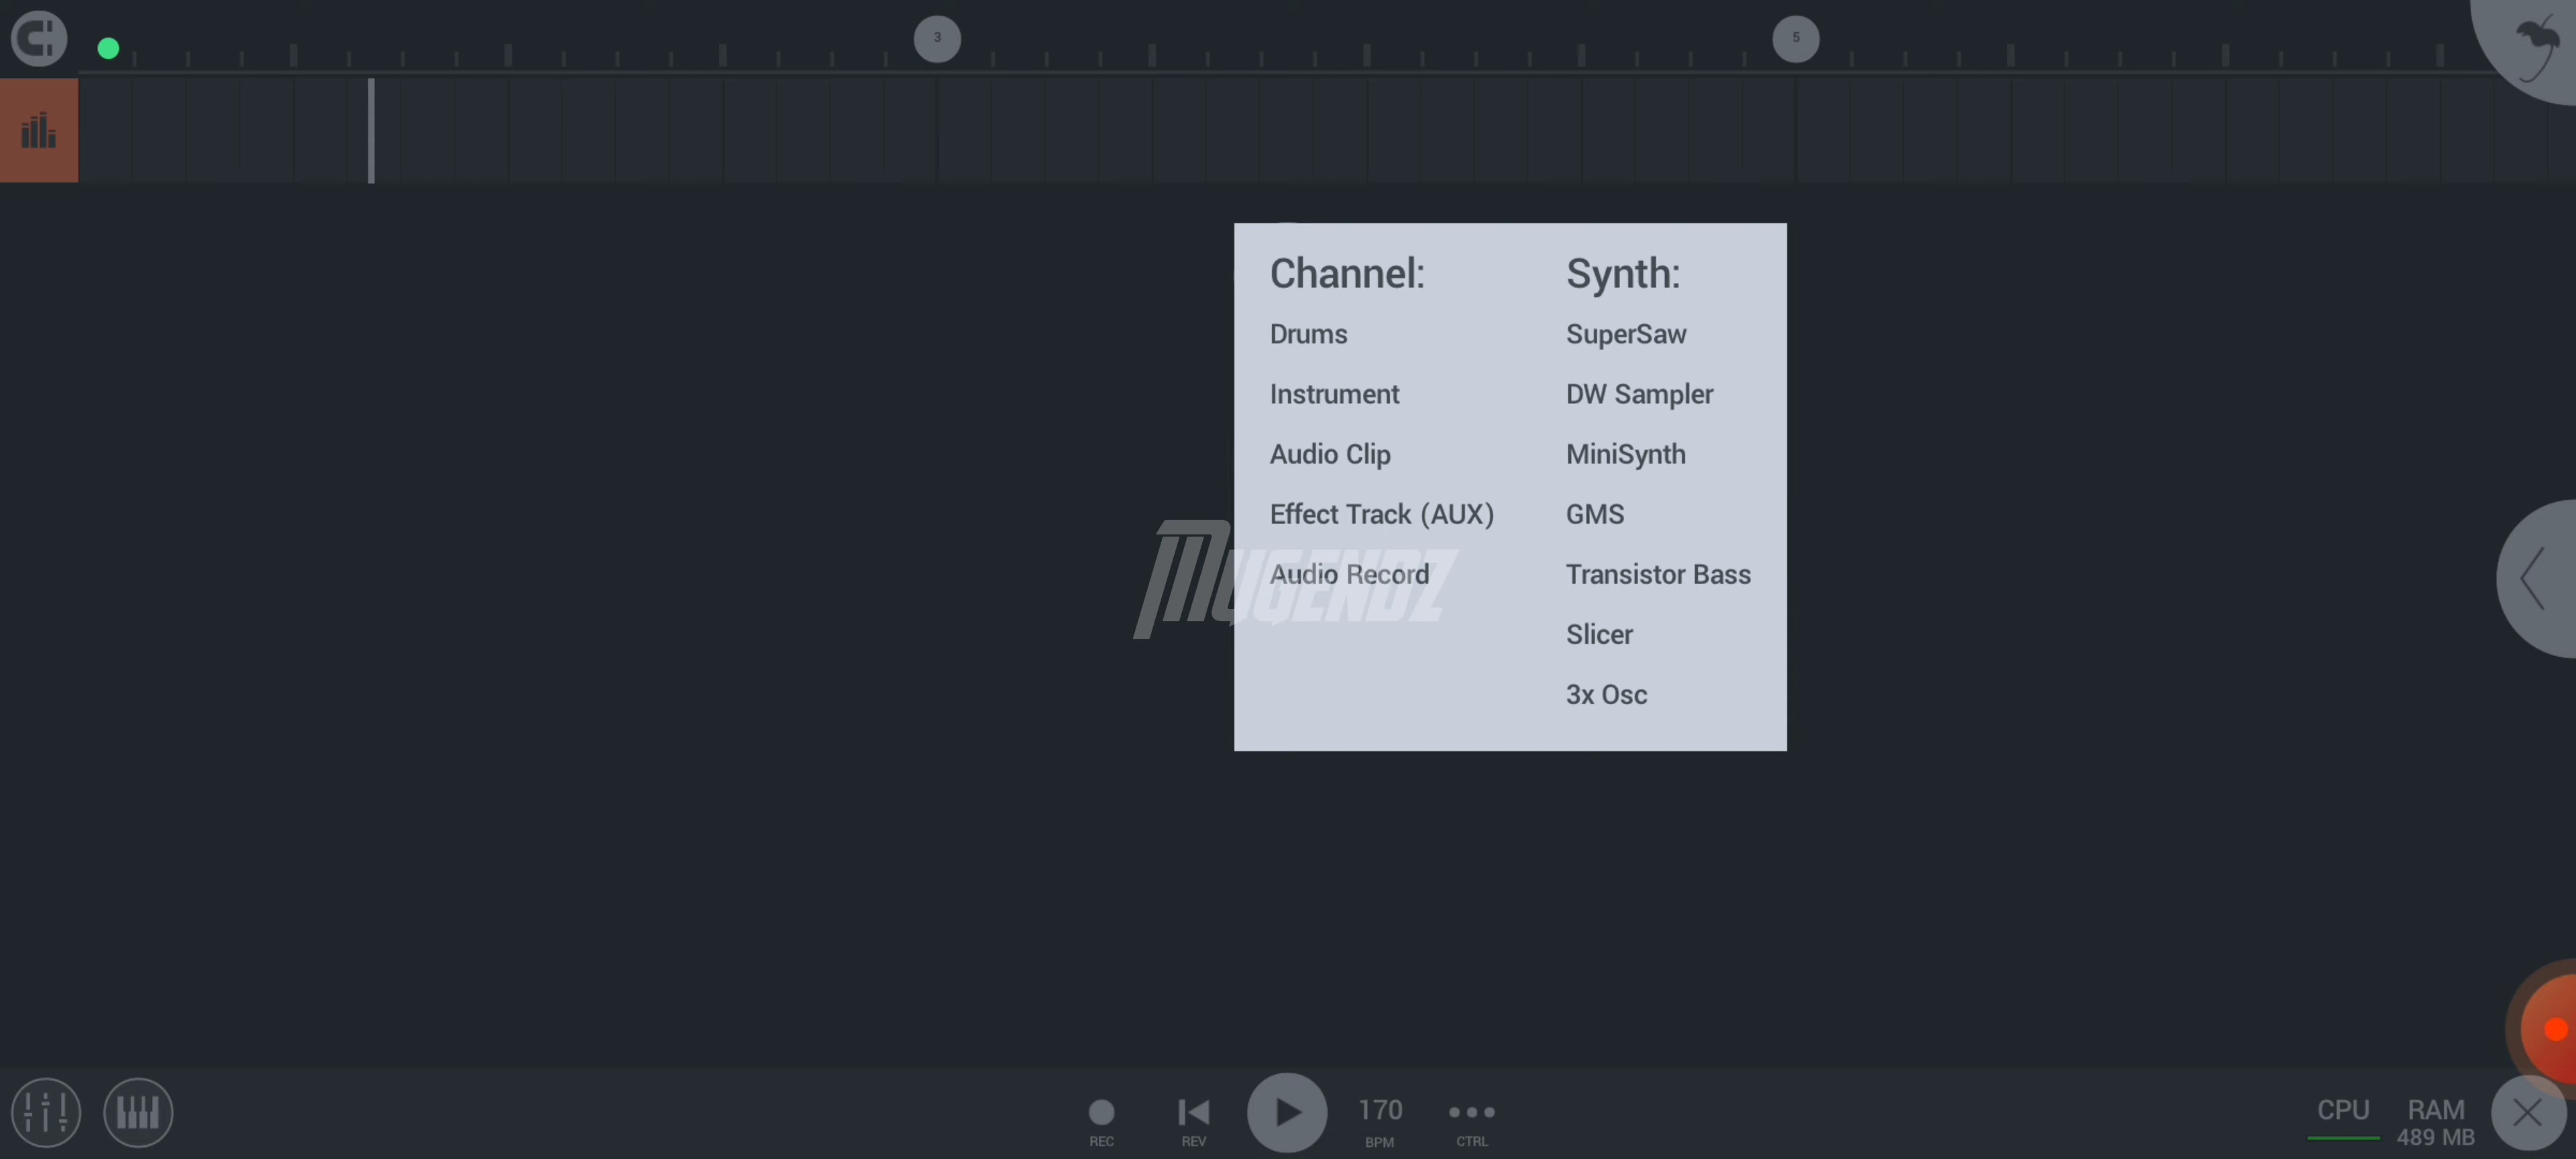 3
5
Channel:
Drums
Instrument
Audio Clip
Effect Track (AUX)
Audio Record
Synth:
SuperSaw
DW Sampler
MiniSynth
GMS
Transistor Bass
Slicer
3x Osc
MUGENDZ
REC
REV
170
BPM
CTRL
CPU
RAM
489 MB